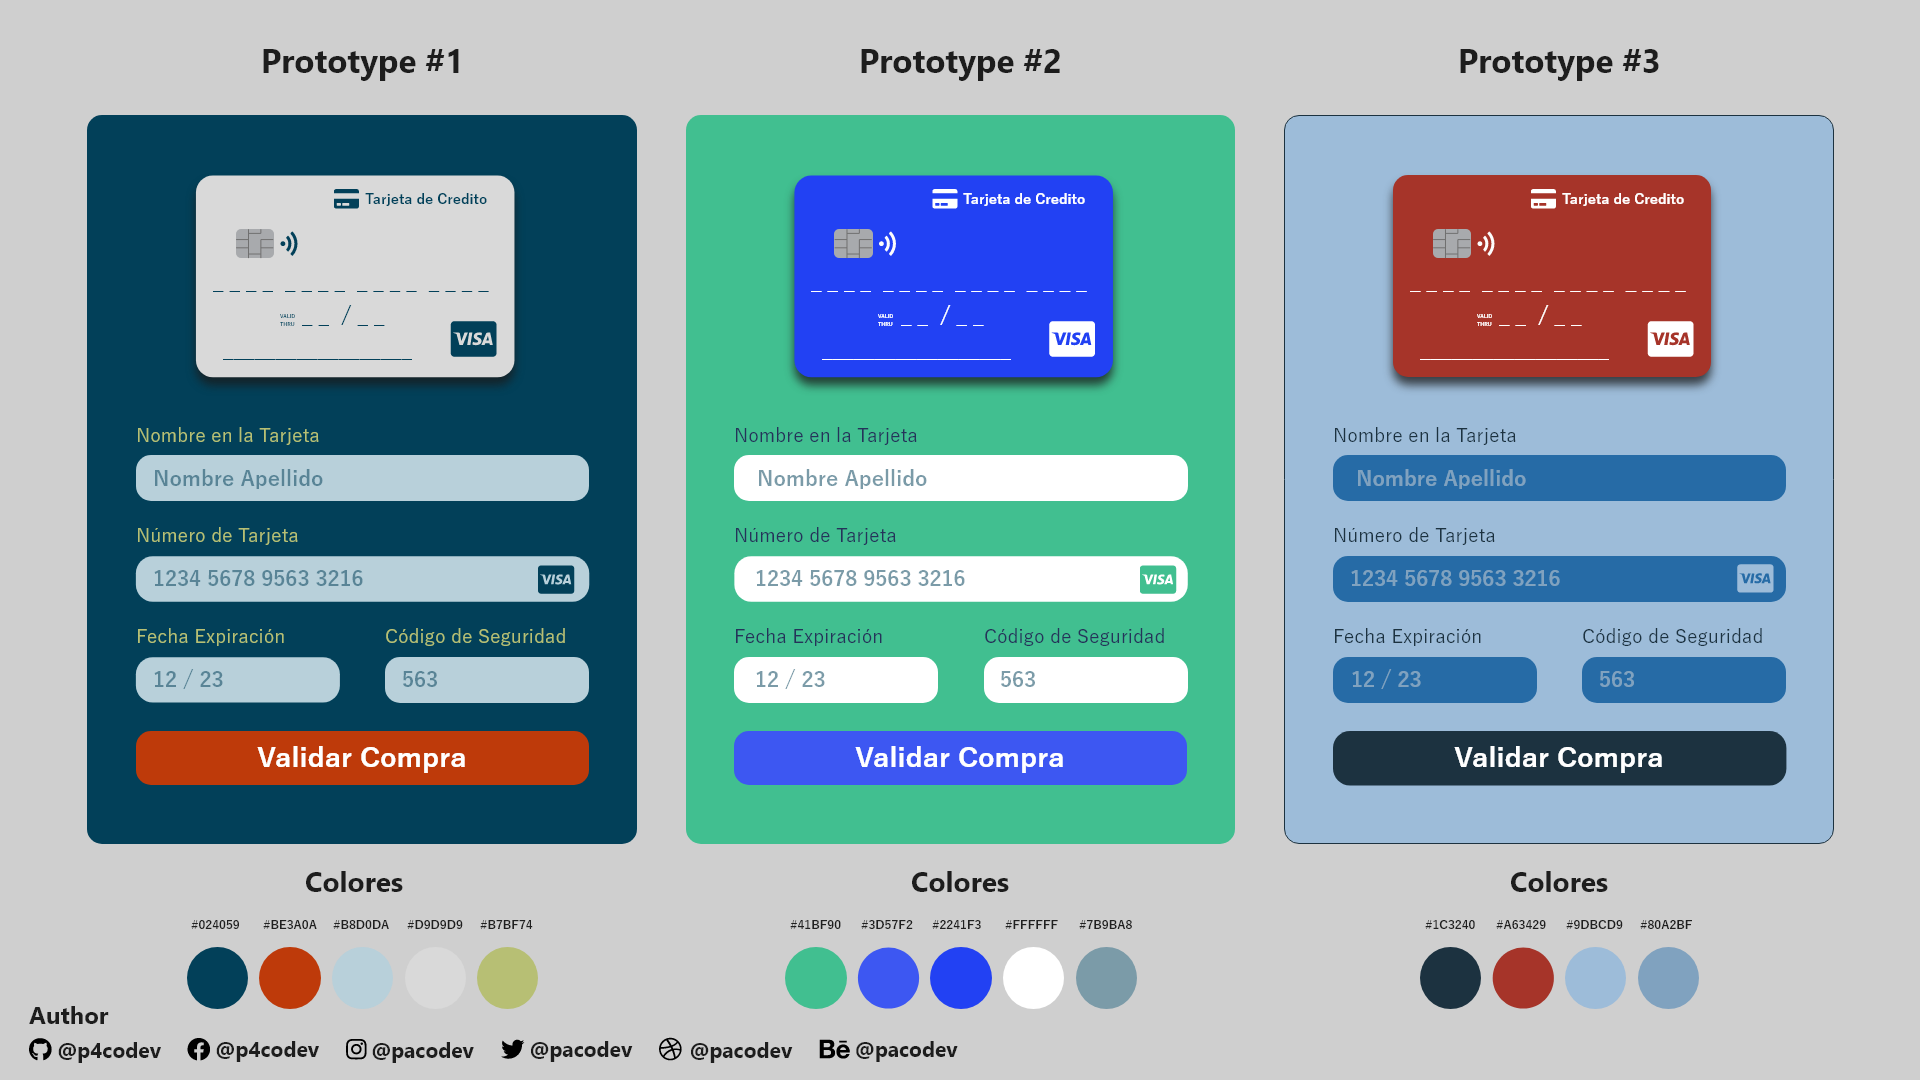 Prototype #1
Tarjeta de Credito
VALID
THRU
/
VISA
Nombre en la Tarjeta
Nombre Apellido
Número de Tarjeta
1234 5678 9563 3216
VISA
Fecha Expiración
Código de Seguridad
12 / 23
563
Validar Compra
Colores
#024059 #BE3A0A #B8D0DA #D9D9D9 #B7BF74
Prototype #2
Tarjeta de Credito
VALID
THRU
/
VISA
Nombre en la Tarjeta
Nombre Apellido
Número de Tarjeta
1234 5678 9563 3216
VISA
Fecha Expiración
Código de Seguridad
12 / 23
563
Validar Compra
Colores
#41BF90 #3D57F2 #2241F3 #FFFFFF #7B9BA8
Prototype #3
Tarjeta de Credito
VALID
THRU
/
VISA
Nombre en la Tarjeta
Nombre Apellido
Número de Tarjeta
1234 5678 9563 3216
VISA
Fecha Expiración
Código de Seguridad
12 / 23
563
Validar Compra
Colores
#1C3240 #A63429 #9DBCD9 #80A2BF
Author
@p4codev @p4codev @pacodev @pacodev @pacodev Bē @pacodev